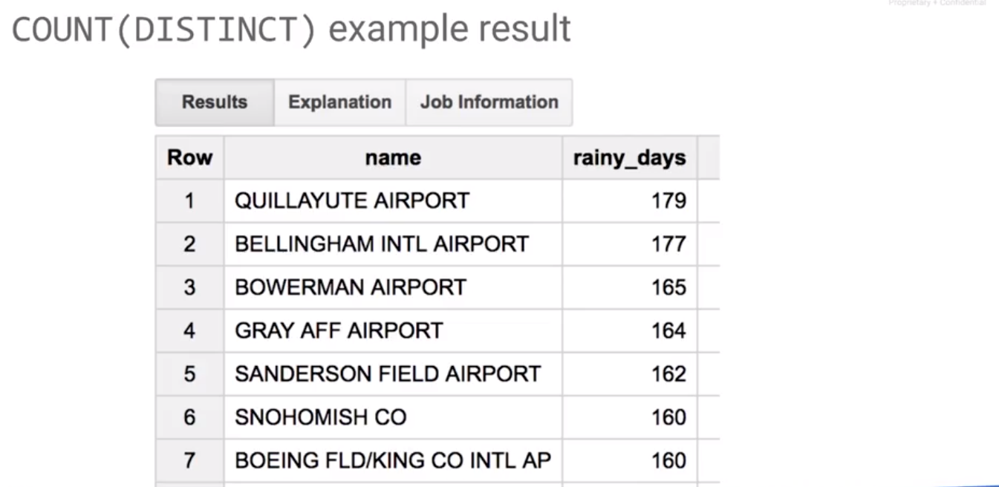 Proprietary + Confidential
COUNT(DISTINCT) example result
Results Explanation Job Information
Row name rainy_days
1 QUILLAYUTE AIRPORT 179
2 BELLINGHAM INTL AIRPORT 177
3 BOWERMAN AIRPORT 165
4 GRAY AFF AIRPORT 164
5 SANDERSON FIELD AIRPORT 162
6 SNOHOMISH CO 160
7 BOEING FLD/KING CO INTL AP 160